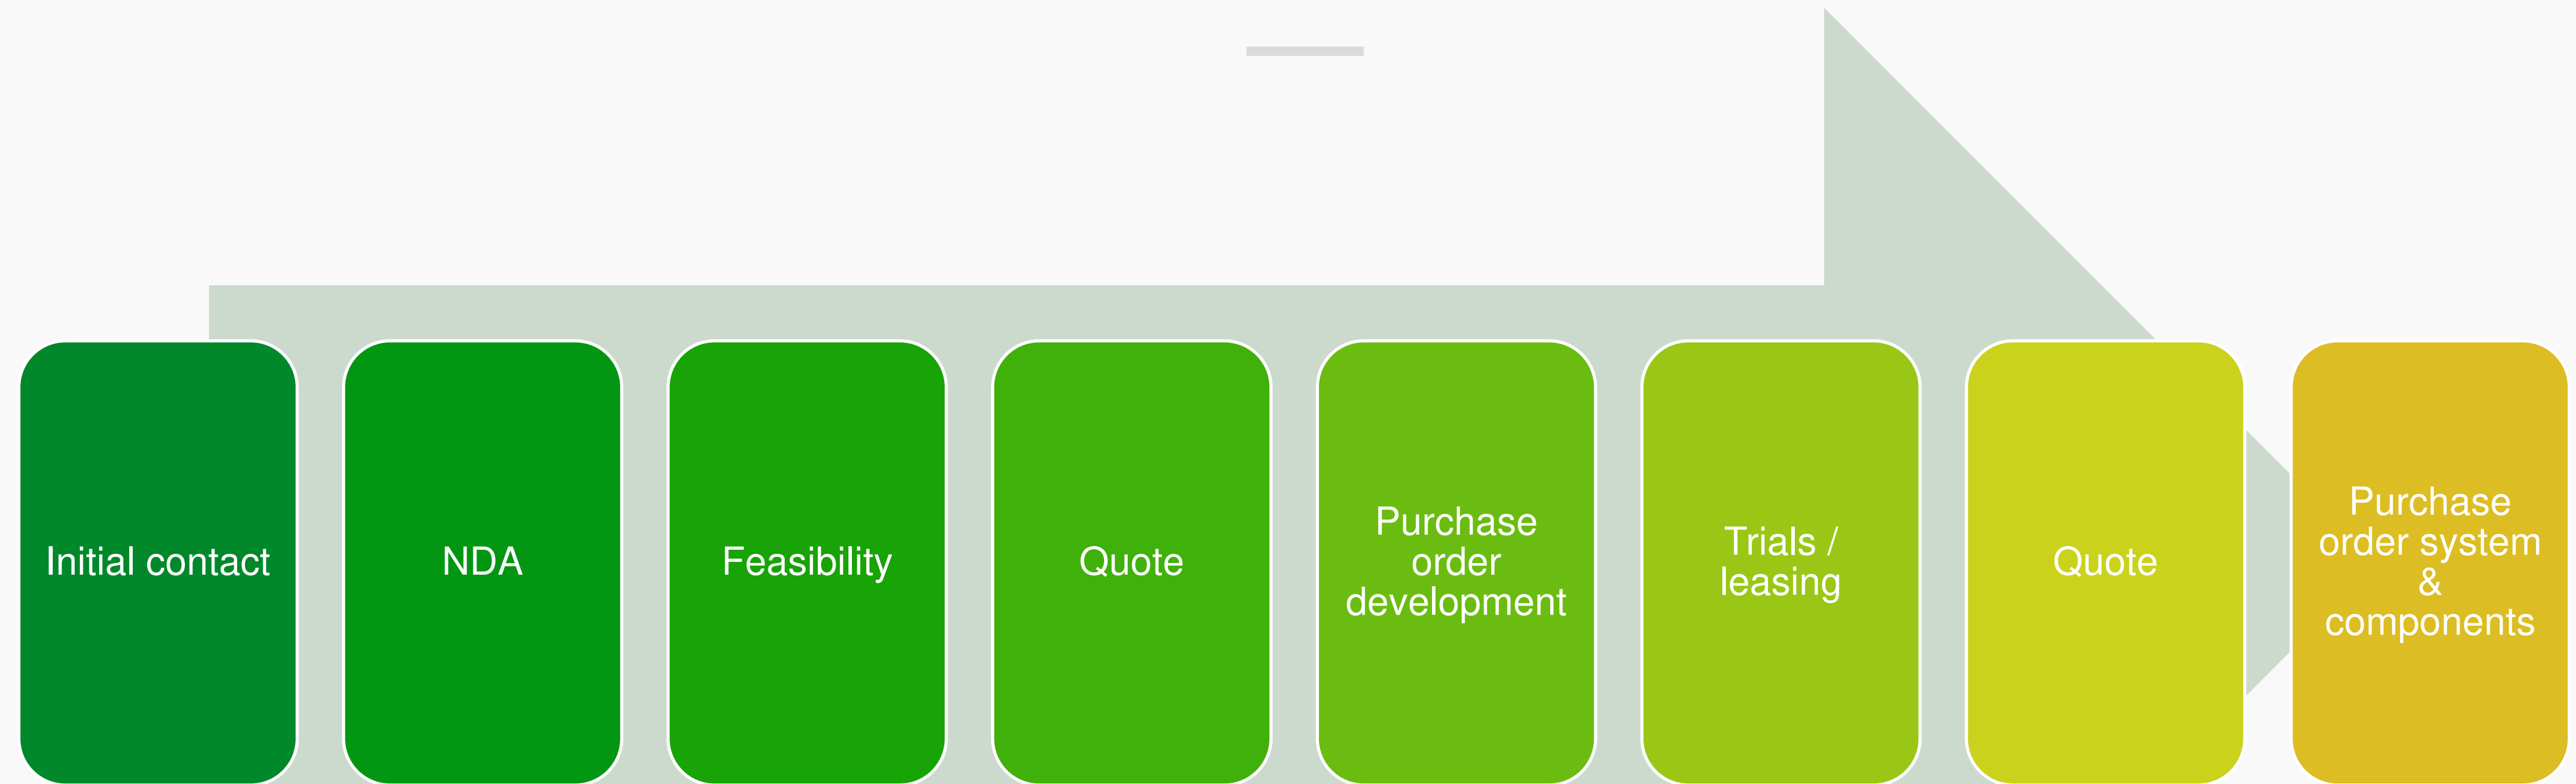 Initial contact
NDA
Feasibility
Quote
Purchase
order
development
Trials /
leasing
Quote
Purchase
order system
&
components